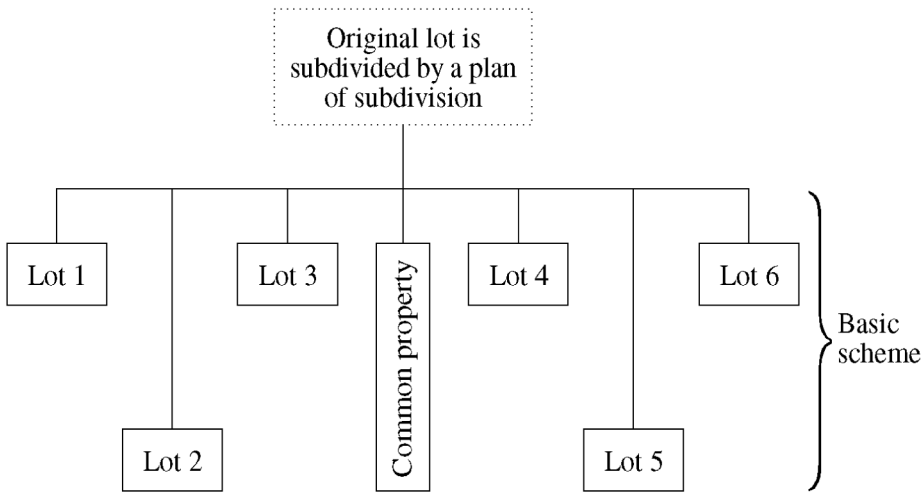 Original lot is
subdivided by a plan
of subdivision
Lot 1
Lot 3
Common property
Lot 4
Lot 6
Basic
scheme
Lot 2
Lot 5